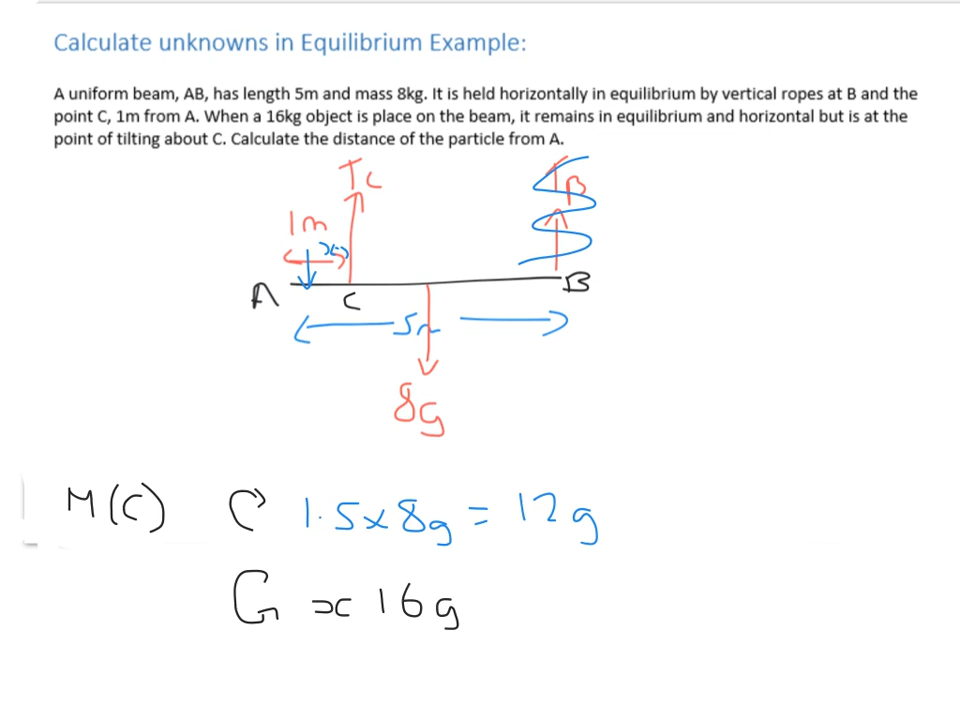 Calculate unknowns in Equilibrium Example:
A uniform beam, AB, has length 5m and mass 8kg. It is held horizontally in equilibrium by vertical ropes at B and the
point C, 1m from A. When a 16kg object is place on the beam, it remains in equilibrium and horizontal but is at the
point of tilting about C. Calculate the distance of the particle from A.
Tc
B
1m
x
A
C
B
5m
8g
M(C) 1.5x8g = 12g
x 16g